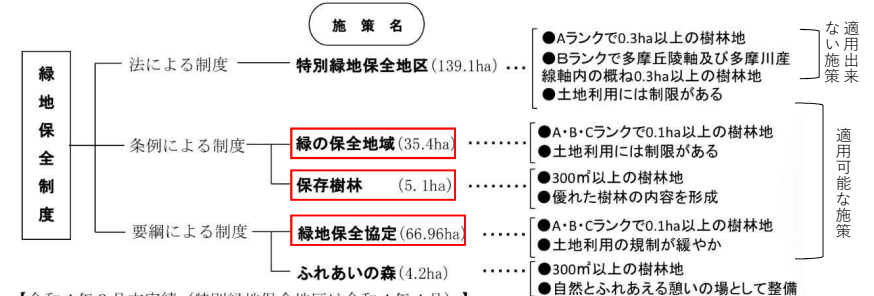 施策名
緑地保全制度
法による制度
特別緑地保全地区(139.1ha)
●Aランクで0.3ha以上の樹林地
●Bランクで多摩丘陵軸及び多摩川産
線軸内の概ね0.3ha以上の樹林地
●土地利用には制限がある
適用出来
ない施策
条例による制度
緑の保全地域(35.4ha)
●A・B・Cランクで0.1ha以上の樹林地
●土地利用には制限がある
保存樹林 (5.1ha)
●300㎡以上の樹林地
●優れた樹林の内容を形成
適用可能な施策
要綱による制度
緑地保全協定(66.96ha)
●A・B・Cランクで0.1ha以上の樹林地
●土地利用の規制が緩やか
ふれあいの森(4.2ha)
●300㎡以上の樹林地
●自然とふれあえる憩いの場として整備